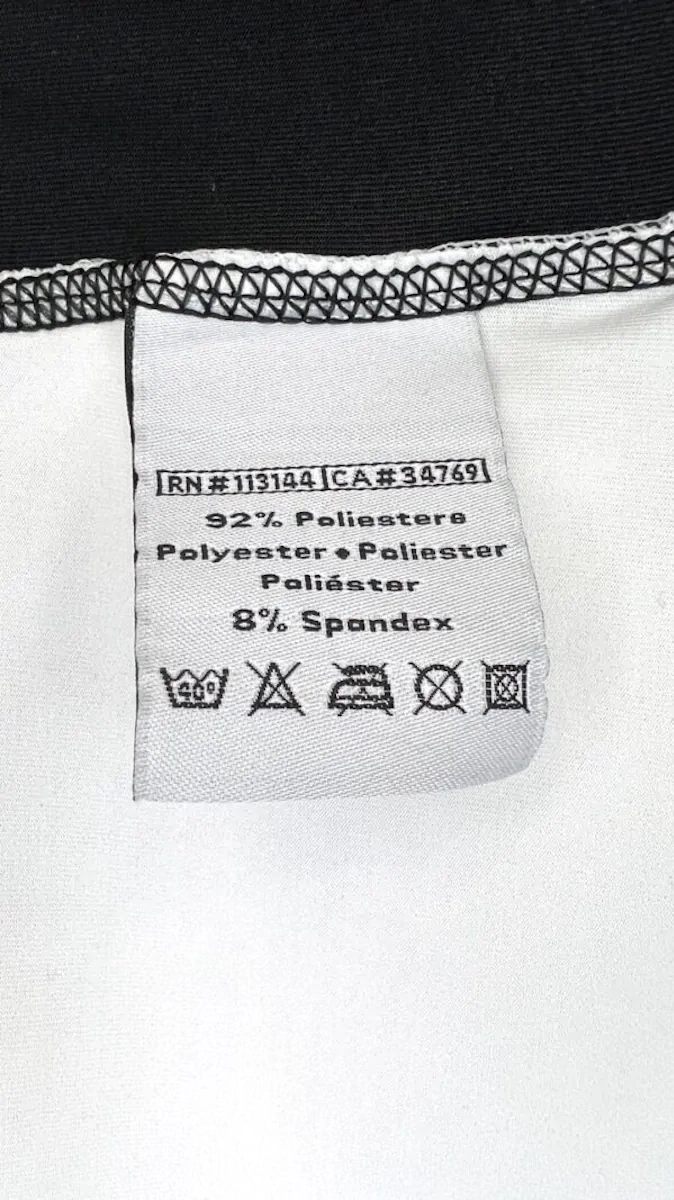 RN#113144 CA#34769
92% Poliestere
Polyester • Poliester
Poliéster
8% Spandex
40°